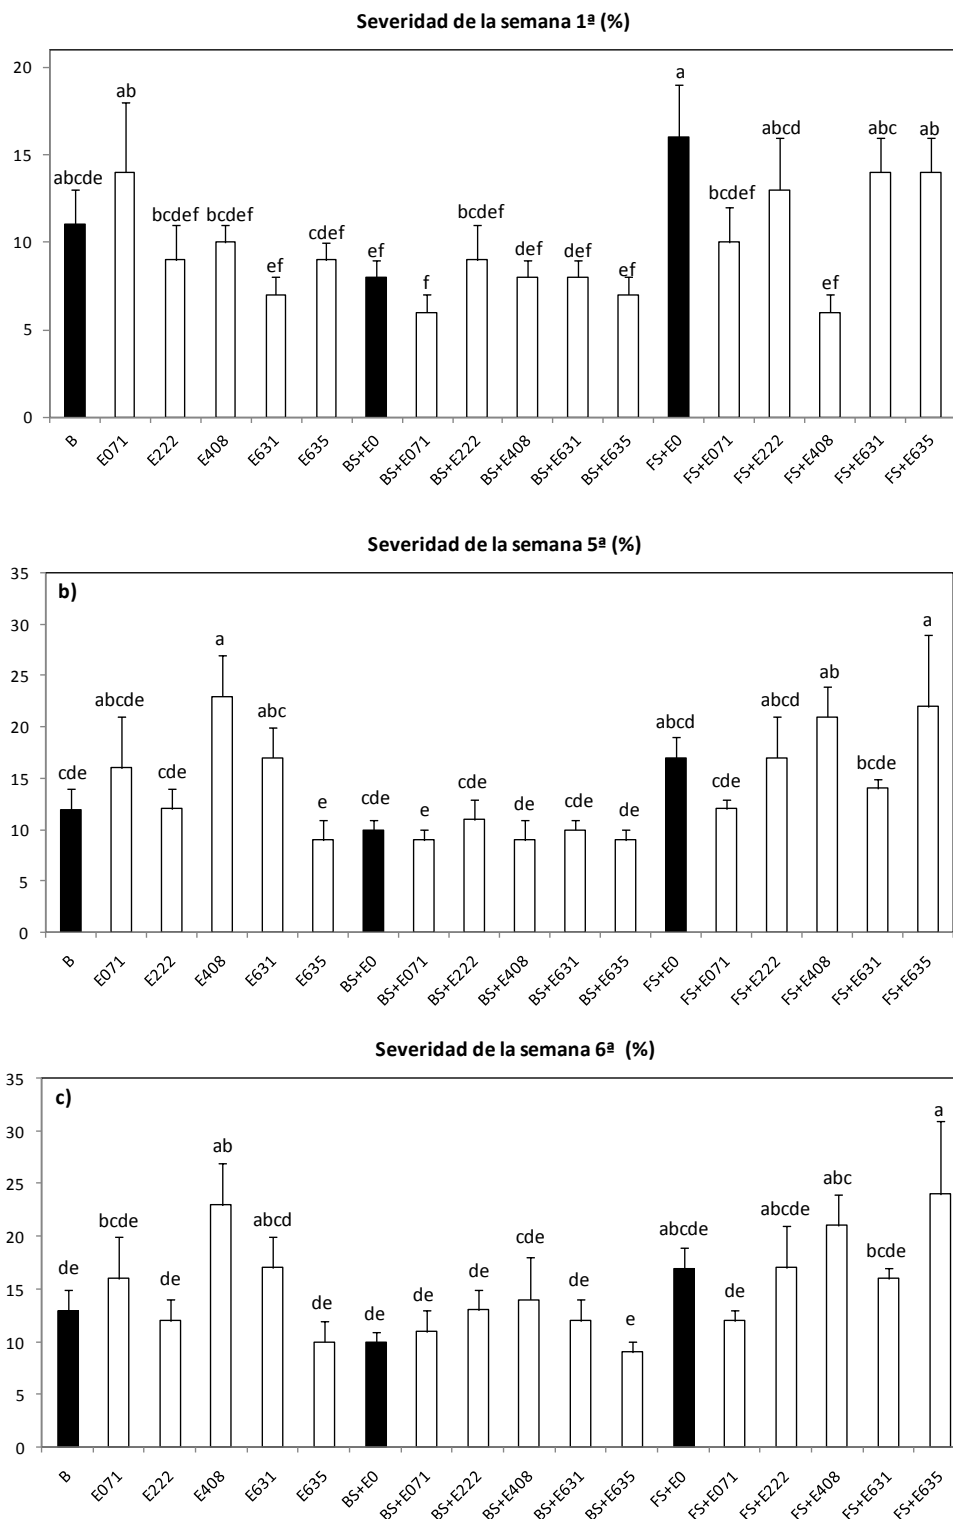 Severidad de la semana 1ª (%)
20
15
10
5
0
abcde
ab
bcdef
bcdef
ef
cdef
ef
f
bcdef
def
def
ef
a
bcdef
abcd
ef
abc
ab
B
E071
E222
E408
E631
E635
BS+E0
BS+E071
BS+E222
BS+E408
BS+E631
BS+E635
FS+E0
FS+E071
FS+E222
FS+E408
FS+E631
FS+E635
Severidad de la semana 5ª (%)
b)
35
30
25
20
15
10
5
0
cde
abcde
cde
a
abc
e
cde
e
cde
de
cde
de
abcd
cde
abcd
ab
bcde
a
B
E071
E222
E408
E631
E635
BS+E0
BS+E071
BS+E222
BS+E408
BS+E631
BS+E635
FS+E0
FS+E071
FS+E222
FS+E408
FS+E631
FS+E635
Severidad de la semana 6ª (%)
c)
35
30
25
20
15
10
5
0
de
bcde
de
ab
abcd
de
de
de
de
cde
de
e
abcde
de
abcde
abc
bcde
a
B
E071
E222
E408
E631
E635
BS+E0
BS+E071
BS+E222
BS+E408
BS+E631
BS+E635
FS+E0
FS+E071
FS+E222
FS+E408
FS+E631
FS+E635